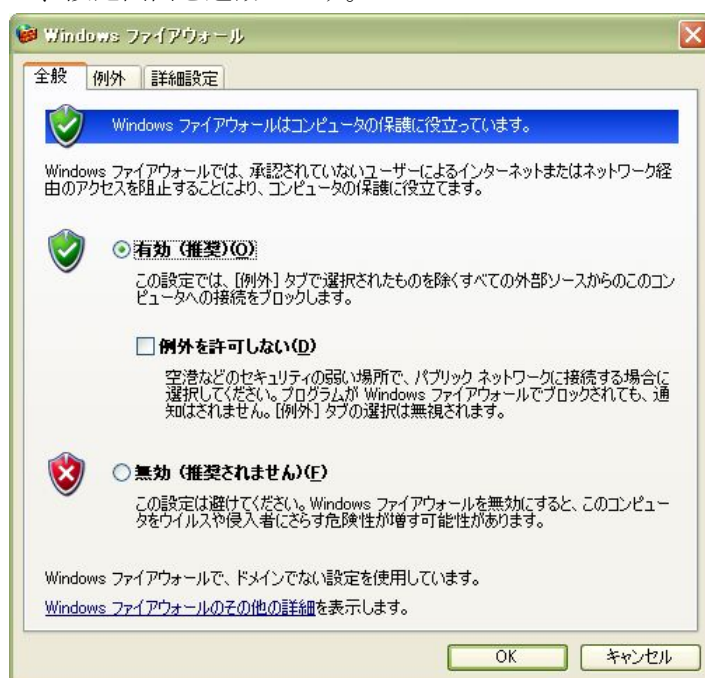 Windows ファイアウォール
全般 例外 詳細設定
Windows ファイアウォールはコンピュータの保護に役立っています。
Windows ファイアウォールでは、承認されていないユーザーによるインターネットまたはネットワーク経
由のアクセスを阻止することにより、コンピュータの保護に役立てます。
有効 (推奨)(O)
この設定では、[例外] タブで選択されたものを除くすべての外部ソースからのこのコン
ピュータへの接続をブロックします。
例外を許可しない(D)
空港などのセキュリティの弱い場所で、パブリック ネットワークに接続する場合に
選択してください。プログラムが Windows ファイアウォールでブロックされても、通
知はされません。[例外] タブの選択は無視されます。
無効 (推奨されません)(F)
この設定は避けてください。Windows ファイアウォールを無効にすると、このコンピュー
タをウイルスや侵入者にさらす危険性が増す可能性があります。
Windows ファイアウォールで、ドメインでない設定を使用しています。
Windows ファイアウォールのその他の詳細を表示します。
OK キャンセル